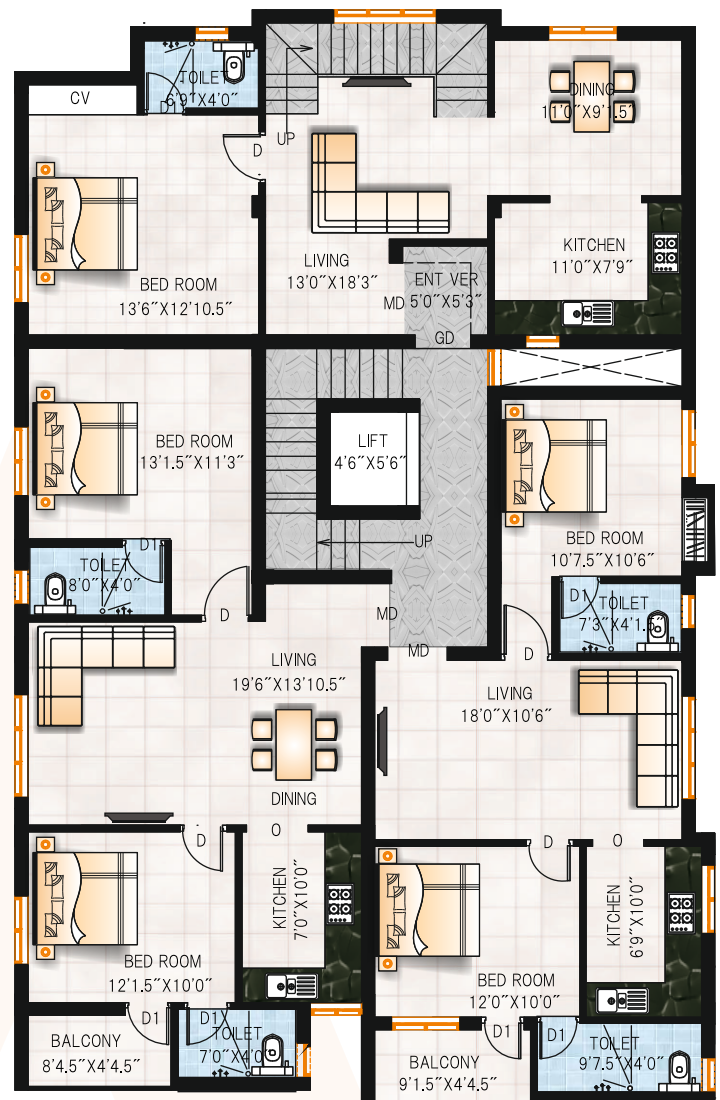 TOILET
6'9"X4'0"
D1
CV
UP
D
DINING
11'0"X9'1.5"
BED ROOM
13'6"X12'10.5"
LIVING
13'0"X18'3"
KITCHEN
11'0"X7'9"
ENT VER
5'0"X5'3"
MD
GD
BED ROOM
13'1.5"X11'3"
LIFT
4'6"X5'6"
UP
BED ROOM
10'7.5"X10'6"
D1
TOILET
8'0"X4'0"
D
D1
TOILET
7'3"X4'1.5"
MD
MD
D
LIVING
19'6"X13'10.5"
LIVING
18'0"X10'6"
DINING
O
D
KITCHEN
7'0"X10'0"
D
O
KITCHEN
6'9"X10'0"
BED ROOM
12'1.5"X10'0"
BED ROOM
12'0"X10'0"
D1
D1
BALCONY
8'4.5"X4'4.5"
TOILET
7'0"X4'0"
D1
D1
BALCONY
9'1.5"X4'4.5"
TOILET
9'7.5"X4'0"